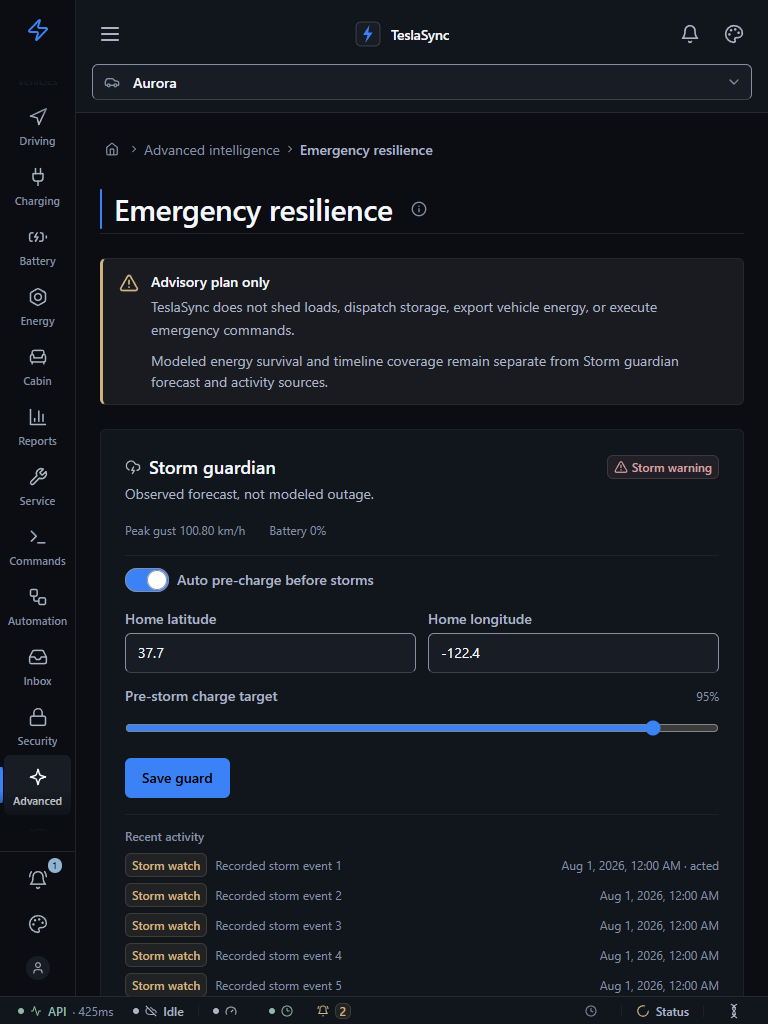 TeslaSync
Aurora
Driving
Charging
Battery
Energy
Cabin
Reports
Service
Commands
Automation
Inbox
Security
Advanced
1
Advanced intelligence
Emergency resilience
Emergency resilience
Advisory plan only
TeslaSync does not shed loads, dispatch storage, export vehicle energy, or execute
emergency commands.
Modeled energy survival and timeline coverage remain separate from Storm guardian
forecast and activity sources.
Storm guardian
Storm warning
Observed forecast, not modeled outage.
Peak gust 100.80 km/h Battery 0%
Auto pre-charge before storms
Home latitude Home longitude
37.7 -122.4
Pre-storm charge target 95%
Save guard
Recent activity
Storm watch Recorded storm event 1 Aug 1, 2026, 12:00 AM · acted
Storm watch Recorded storm event 2 Aug 1, 2026, 12:00 AM
Storm watch Recorded storm event 3 Aug 1, 2026, 12:00 AM
Storm watch Recorded storm event 4 Aug 1, 2026, 12:00 AM
Storm watch Recorded storm event 5 Aug 1, 2026, 12:00 AM
API · 425ms Idle 2 Status